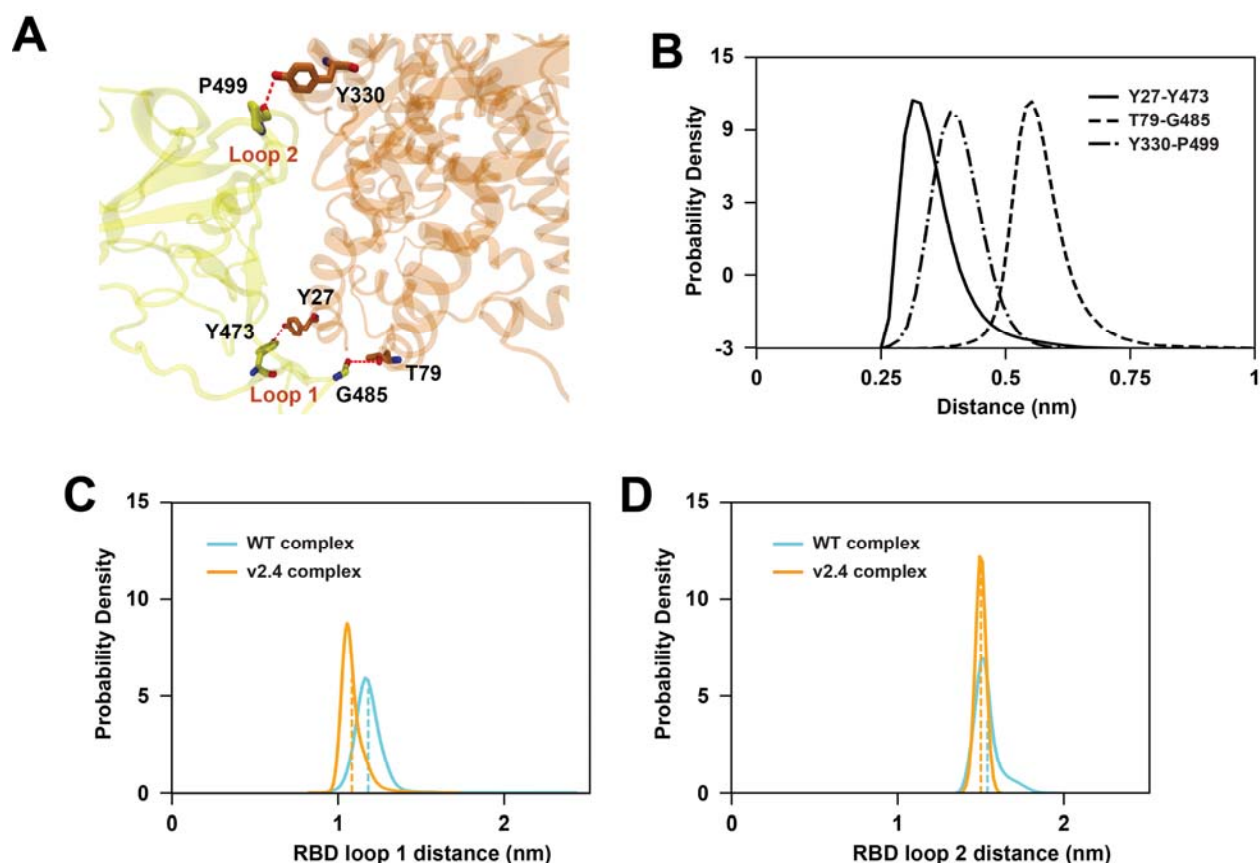 A
P499
Y330
Loop 2
Y27
Y473
T79
Loop 1
G485
B
15
9
3
0
-3
Probability Density
Y27-Y473
T79-G485
Y330-P499
0
0.25
0.5
0.75
1
Distance (nm)
C
15
10
5
0
Probability Density
WT complex
v2.4 complex
0
1
2
RBD loop 1 distance (nm)
D
15
10
5
0
Probability Density
WT complex
v2.4 complex
0
1
2
RBD loop 2 distance (nm)